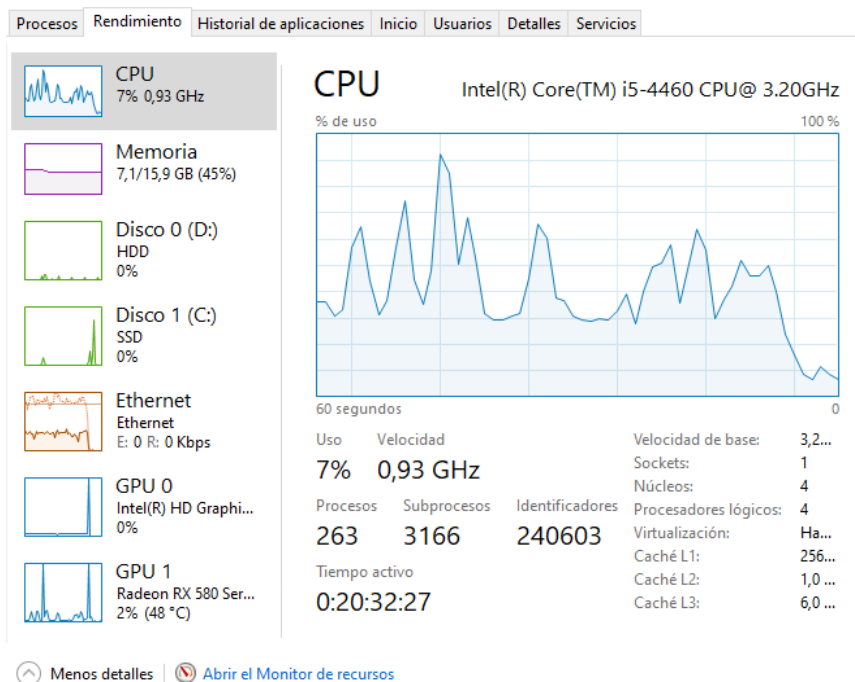 Procesos Rendimiento Historial de aplicaciones Inicio Usuarios Detalles Servicios
CPU
7% 0,93 GHz
Memoria
7,1/15,9 GB (45%)
Disco 0 (D:)
HDD
0%
Disco 1 (C:)
SSD
0%
Ethernet
Ethernet
E: 0 R: 0 Kbps
GPU 0
Intel(R) HD Graphi...
0%
GPU 1
Radeon RX 580 Ser...
2% (48 °C)
CPU Intel(R) Core(TM) i5-4460 CPU@ 3.20GHz
% de uso 100 %
60 segundos 0
Uso Velocidad
7% 0,93 GHz
Procesos Subprocesos Identificadores
263 3166 240603
Tiempo activo
0:20:32:27
Velocidad de base: 3,2...
Sockets: 1
Núcleos: 4
Procesadores lógicos: 4
Virtualización: Ha...
Caché L1: 256...
Caché L2: 1,0 ...
Caché L3: 6,0 ...
Menos detalles Abrir el Monitor de recursos